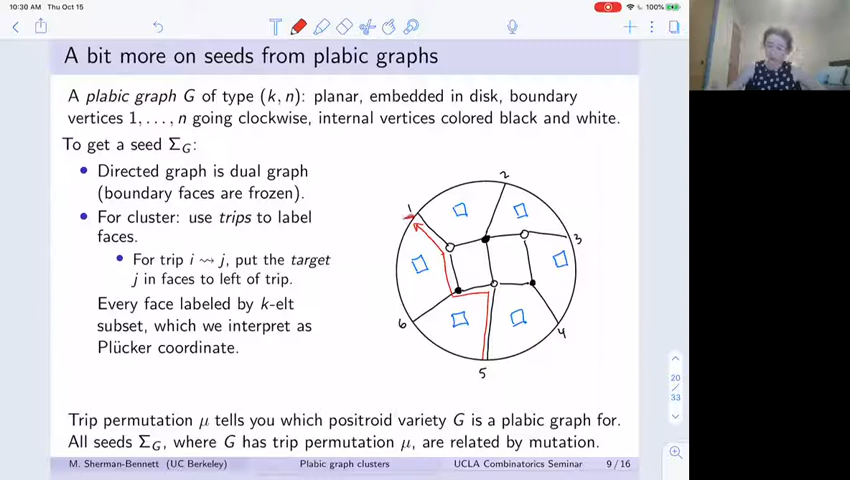 10:30 AM Thu Oct 15
100%
A bit more on seeds from plabic graphs
A plabic graph G of type (k, n): planar, embedded in disk, boundary
vertices 1, . . . , n going clockwise, internal vertices colored black and white.
To get a seed Σ_G:
• Directed graph is dual graph
(boundary faces are frozen).
• For cluster: use trips to label
faces.
• For trip i ⇝ j, put the target
j in faces to left of trip.
Every face labeled by k-elt
subset, which we interpret as
Plücker coordinate.
1
2
3
4
5
6
Trip permutation μ tells you which positroid variety G is a plabic graph for.
All seeds Σ_G, where G has trip permutation μ, are related by mutation.
M. Sherman-Bennett (UC Berkeley)
Plabic graph clusters
UCLA Combinatorics Seminar
9 / 16
20
/
33